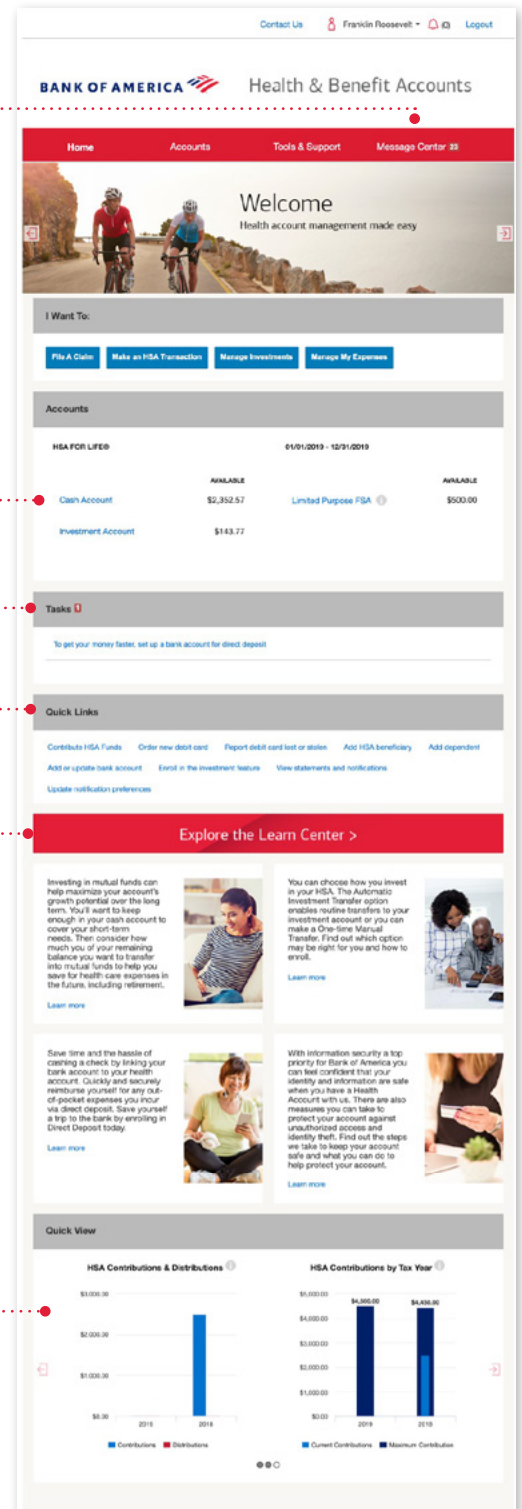 Contact Us Franklin Roosevelt (0) Logout
BANK OF AMERICA Health & Benefit Accounts
Home Accounts Tools & Support Message Center 23
Welcome
Health account management made easy
I Want To:
File A Claim Make an HSA Transaction Manage Investments Manage My Expenses
Accounts
HSA FOR LIFE® 01/01/2019 - 12/31/2019
AVAILABLE AVAILABLE
Cash Account $2,352.57 Limited Purpose FSA $500.00
Investment Account $143.77
Tasks 1
To get your money faster, set up a bank account for direct deposit
Quick Links
Contribute HSA Funds Order new debit card Report debit card lost or stolen Add HSA beneficiary Add dependent
Add or update bank account Enroll in the investment feature View statements and notifications
Update notification preferences
Explore the Learn Center >
Investing in mutual funds can
help maximize your account's
growth potential over the long
term. You'll want to keep
enough in your cash account to
cover your short-term
needs. Then consider how
much you of your remaining
balance you want to transfer
into mutual funds to help you
save for health care expenses in
the future, including retirement.
Learn more
You can choose how you invest
in your HSA. The Automatic
Investment Transfer option
enables routine transfers to your
investment account or you can
make a One-time Manual
Transfer. Find out which option
may be right for you and how to
enroll.
Learn more
Save time and the hassle of
cashing a check by linking your
bank account to your health
account. Quickly and securely
reimburse yourself for any out-
of-pocket expenses you incur
via direct deposit. Save yourself
a trip to the bank by enrolling in
Direct Deposit today.
Learn more
With information security a top
priority for Bank of America you
can feel confident that your
identity and information are safe
when you have a Health
Account with us. There are also
measures you can take to
protect your account against
unauthorized access and
identity theft. Find out the steps
we take to keep your account
safe and what you can do to
help protect your account.
Learn more
Quick View
HSA Contributions & Distributions
$3,000.00
$2,000.00
$1,000.00
$0.00
2019 2018
Contributions Distributions
HSA Contributions by Tax Year
$5,000.00
$4,000.00
$3,000.00
$2,000.00
$1,000.00
$0.00
2019 2018
Current Contributions Maximum Contribution